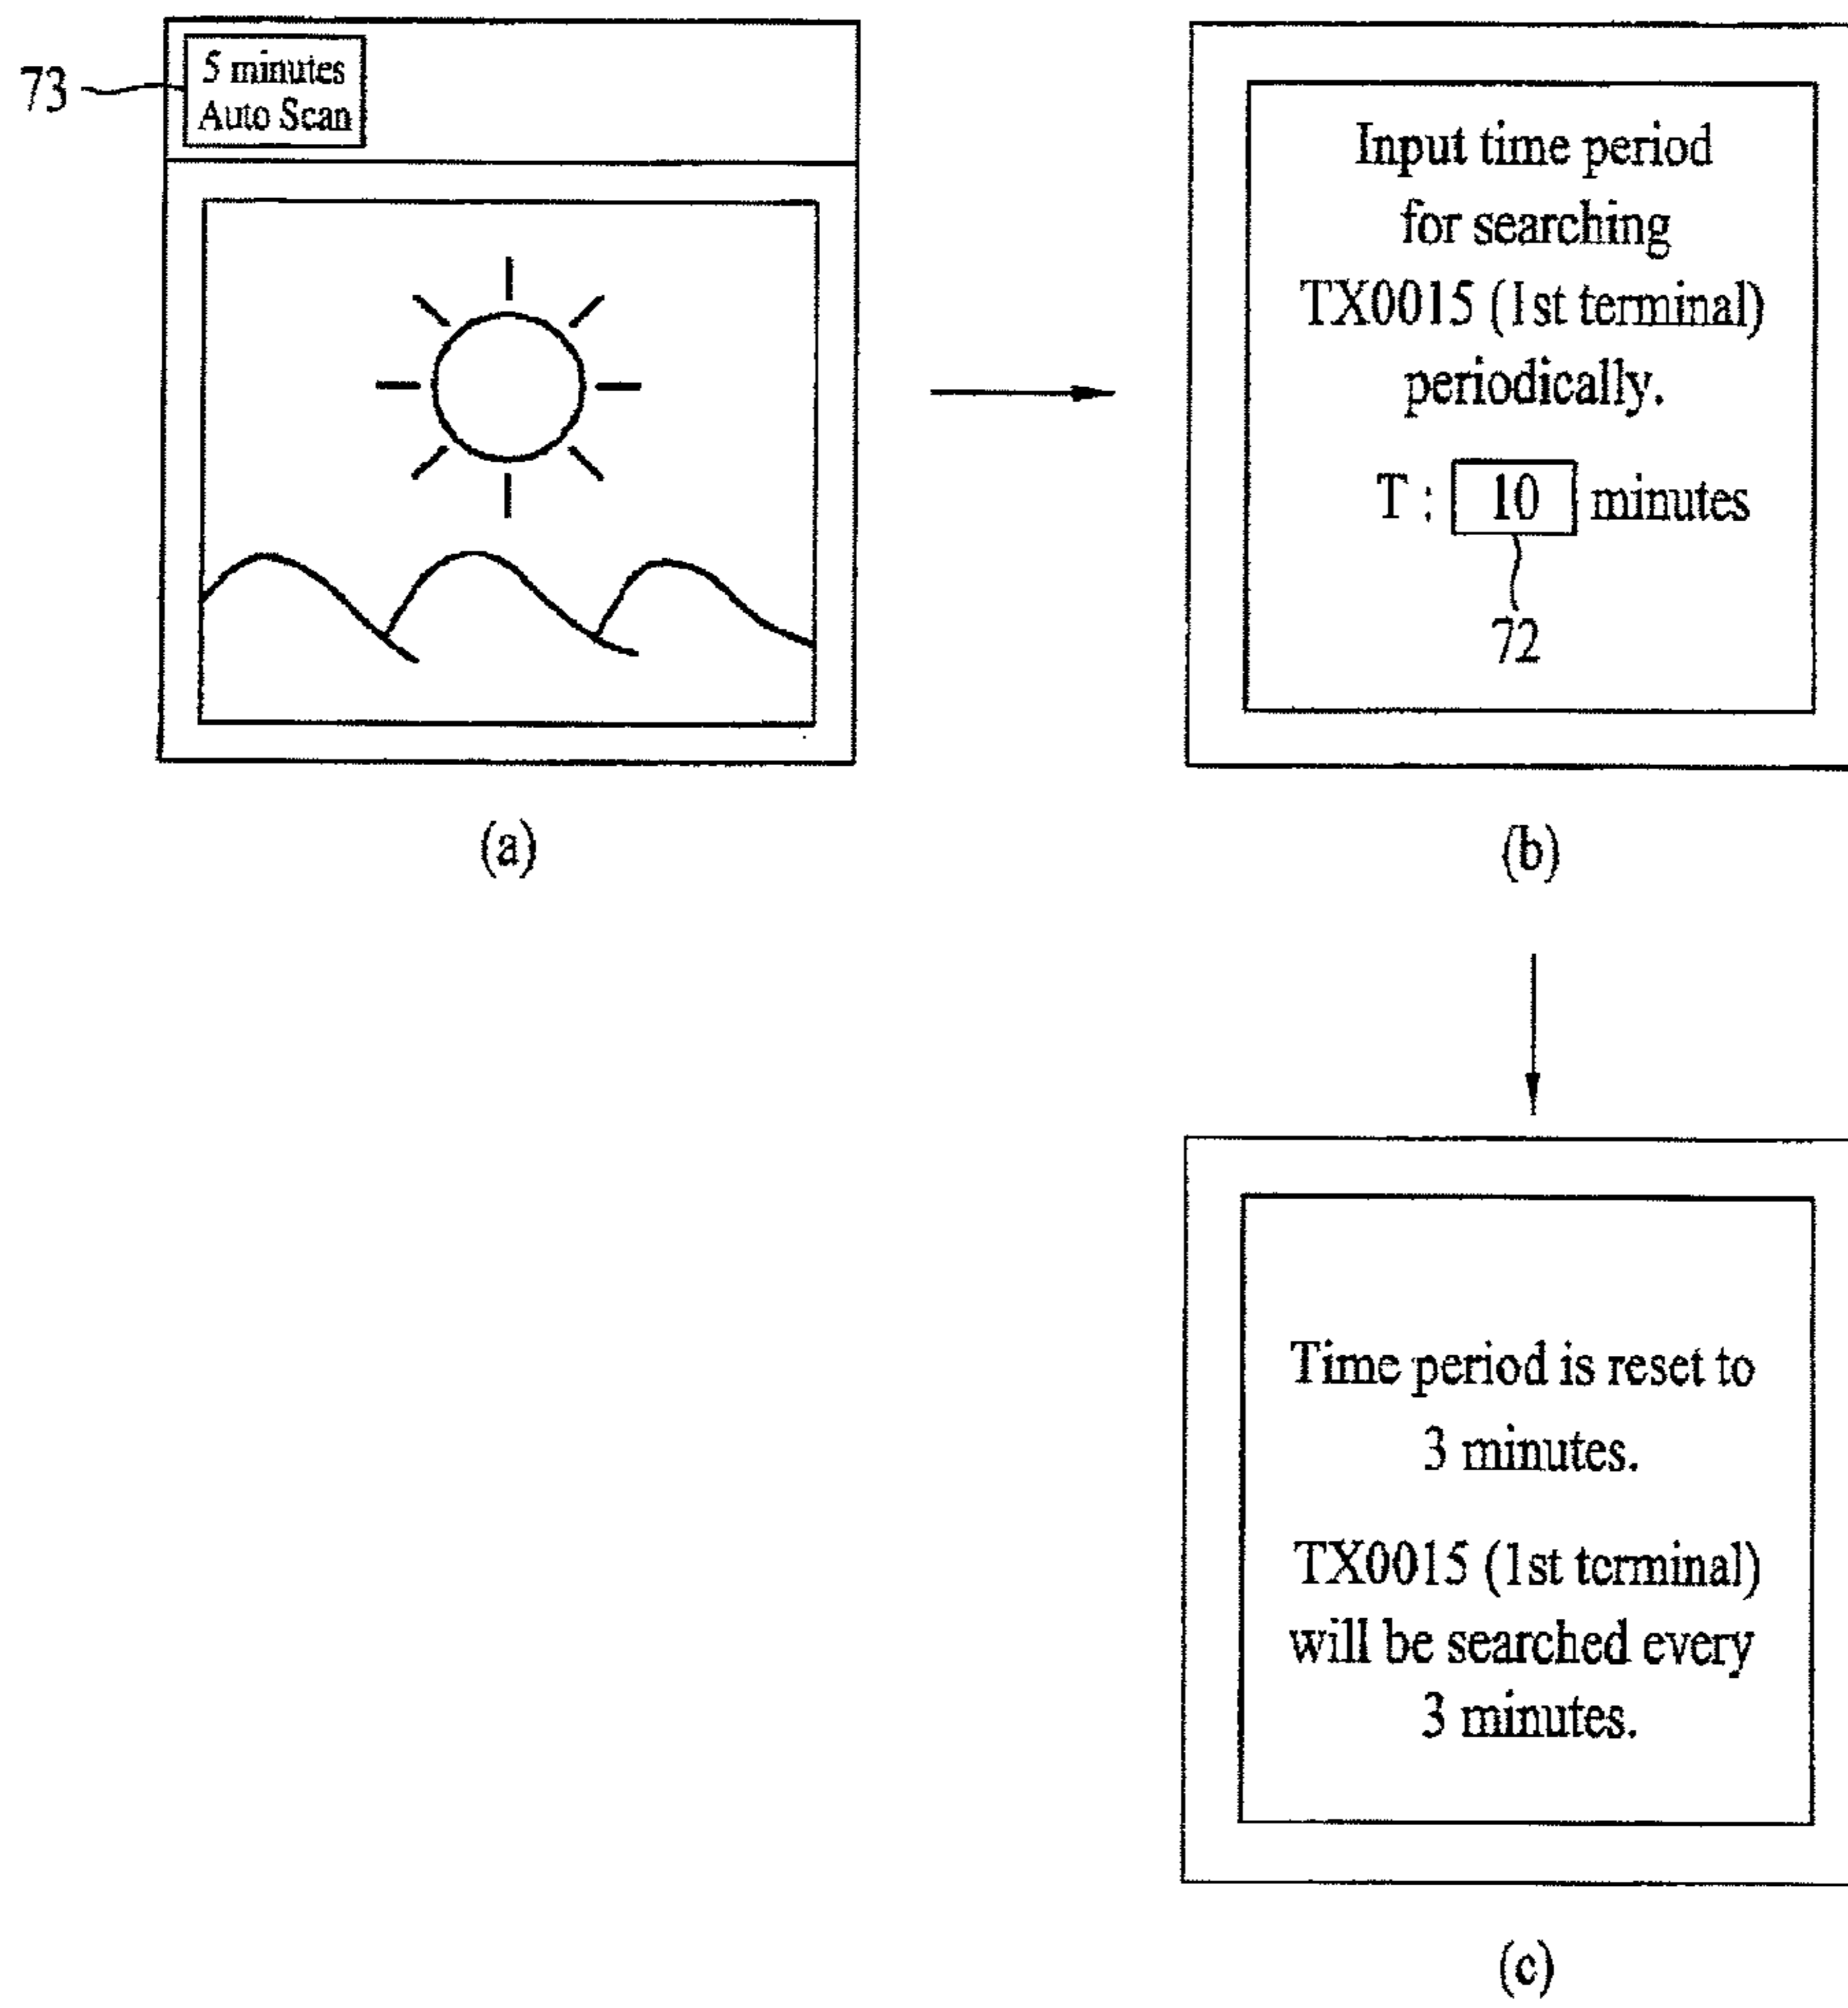 73
5 minutes
Auto Scan
(a)
Input time period
for searching
TX0015 (1st terminal)
periodically.
T : 10 minutes
72
(b)
Time period is reset to
3 minutes.
TX0015 (1st terminal)
will be searched every
3 minutes.
(c)